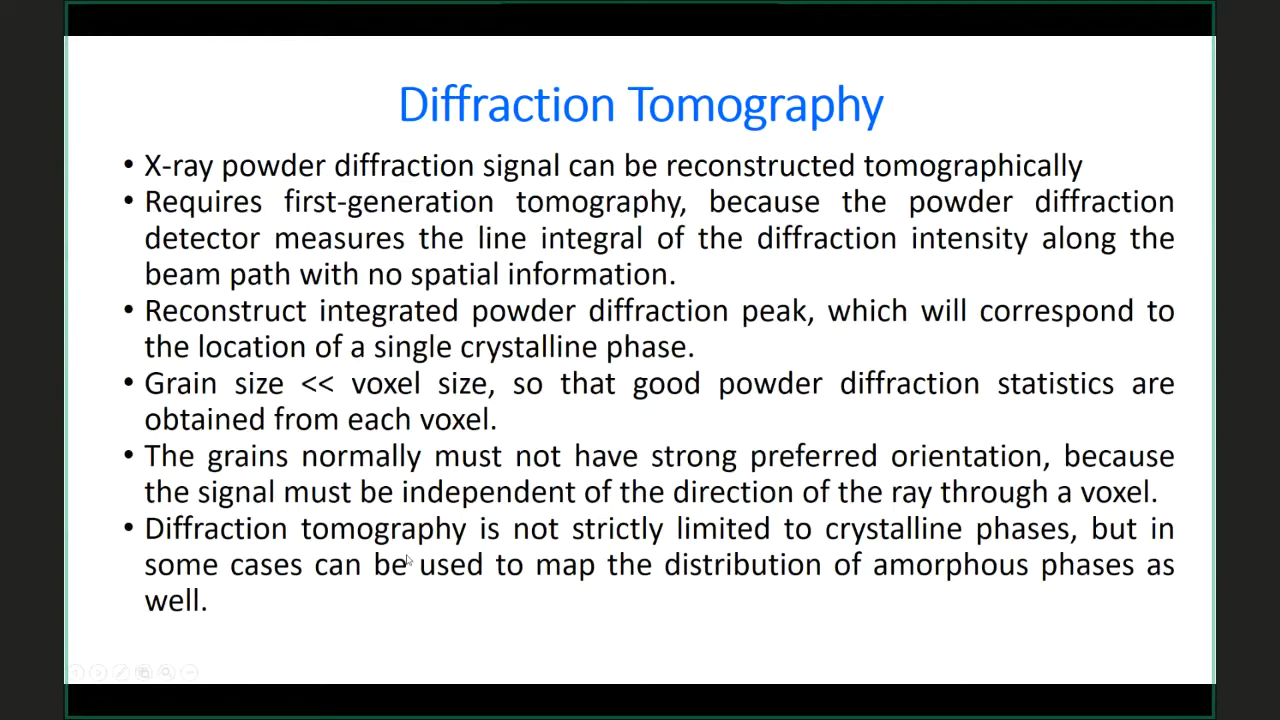 Diffraction Tomography
• X-ray powder diffraction signal can be reconstructed tomographically
• Requires first-generation tomography, because the powder diffraction
detector measures the line integral of the diffraction intensity along the
beam path with no spatial information.
• Reconstruct integrated powder diffraction peak, which will correspond to
the location of a single crystalline phase.
• Grain size << voxel size, so that good powder diffraction statistics are
obtained from each voxel.
• The grains normally must not have strong preferred orientation, because
the signal must be independent of the direction of the ray through a voxel.
• Diffraction tomography is not strictly limited to crystalline phases, but in
some cases can be used to map the distribution of amorphous phases as
well.